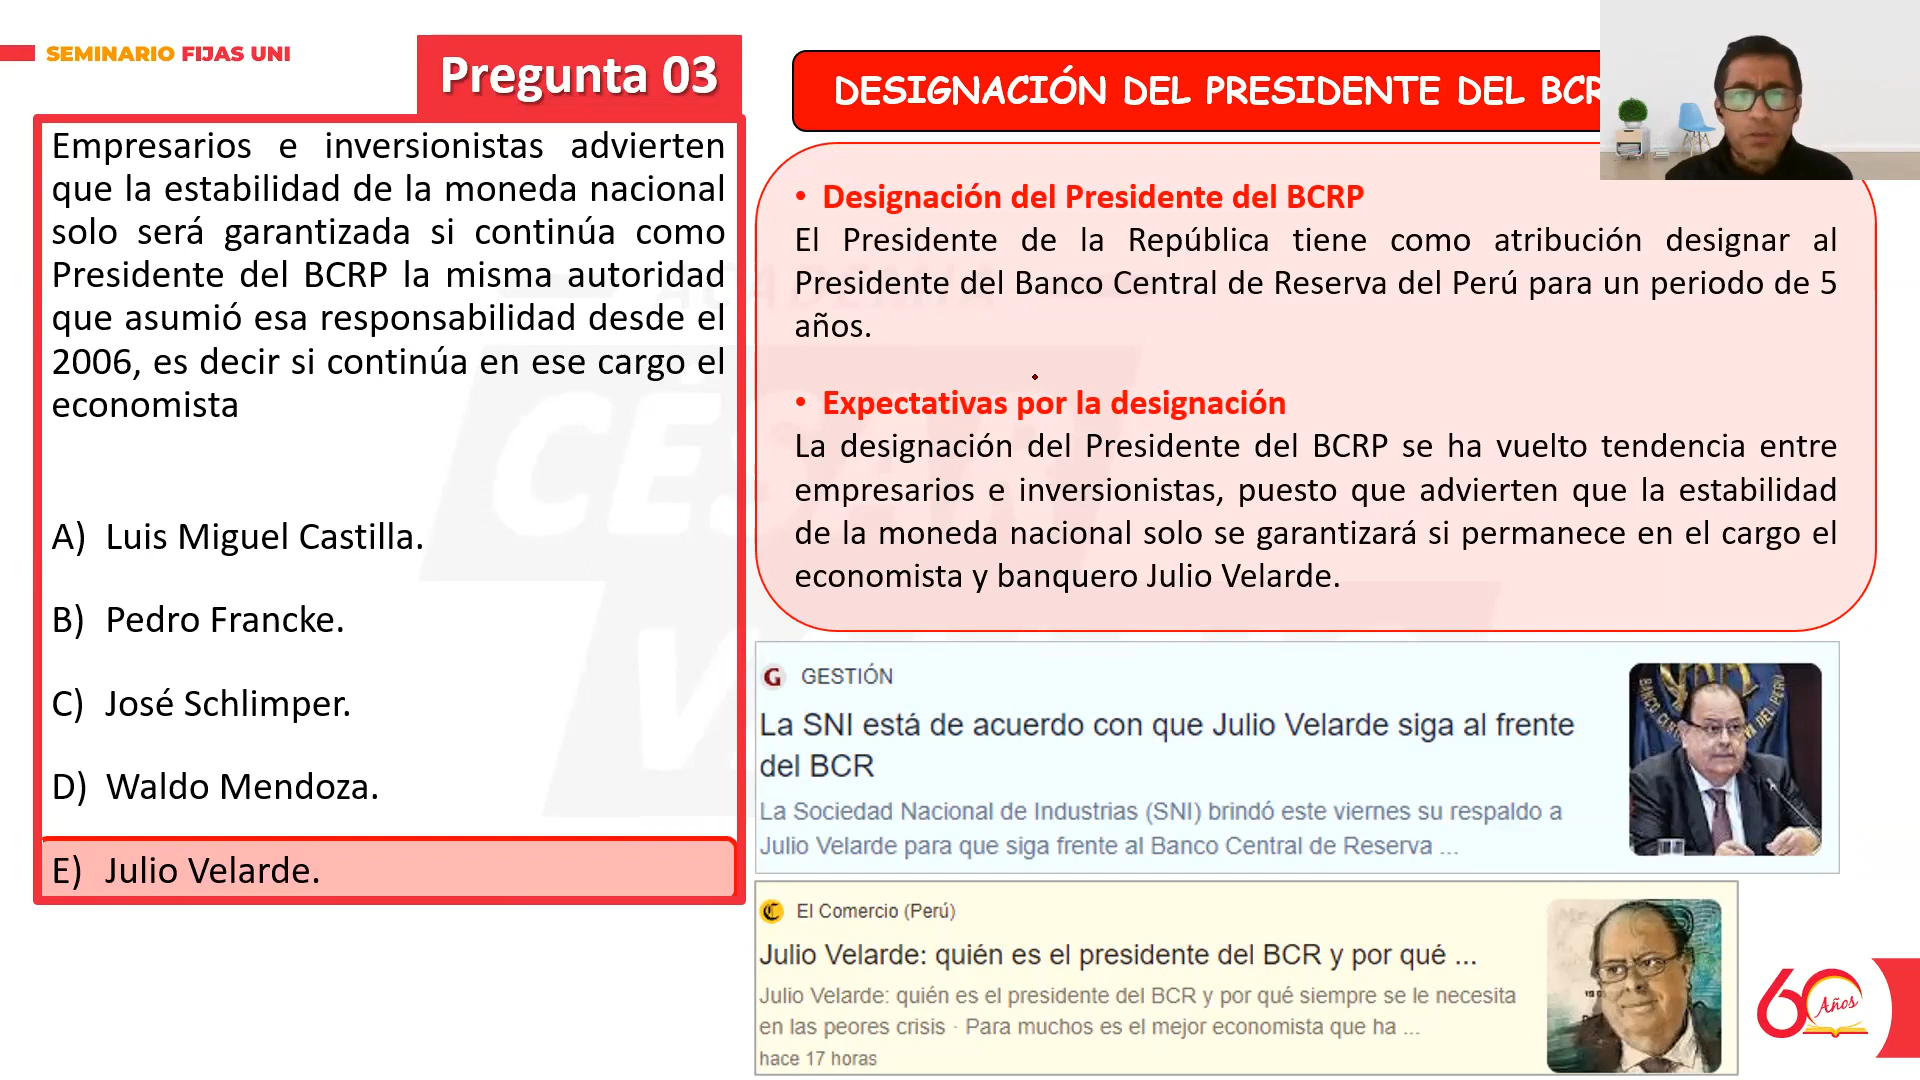 SEMINARIO FIJAS UNI
Pregunta 03
Empresarios e inversionistas advierten
que la estabilidad de la moneda nacional
solo será garantizada si continúa como
Presidente del BCRP la misma autoridad
que asumió esa responsabilidad desde el
2006, es decir si continúa en ese cargo el
economista
A) Luis Miguel Castilla.
B) Pedro Francke.
C) José Schlimper.
D) Waldo Mendoza.
E) Julio Velarde.
DESIGNACIÓN DEL PRESIDENTE DEL BCR
• Designación del Presidente del BCRP
El Presidente de la República tiene como atribución designar al
Presidente del Banco Central de Reserva del Perú para un periodo de 5
años.
• Expectativas por la designación
La designación del Presidente del BCRP se ha vuelto tendencia entre
empresarios e inversionistas, puesto que advierten que la estabilidad
de la moneda nacional solo se garantizará si permanece en el cargo el
economista y banquero Julio Velarde.
G GESTIÓN
La SNI está de acuerdo con que Julio Velarde siga al frente
del BCR
La Sociedad Nacional de Industrias (SNI) brindó este viernes su respaldo a
Julio Velarde para que siga frente al Banco Central de Reserva ...
El Comercio (Perú)
Julio Velarde: quién es el presidente del BCR y por qué ...
Julio Velarde: quién es el presidente del BCR y por qué siempre se le necesita
en las peores crisis · Para muchos es el mejor economista que ha ...
hace 17 horas
60 Años